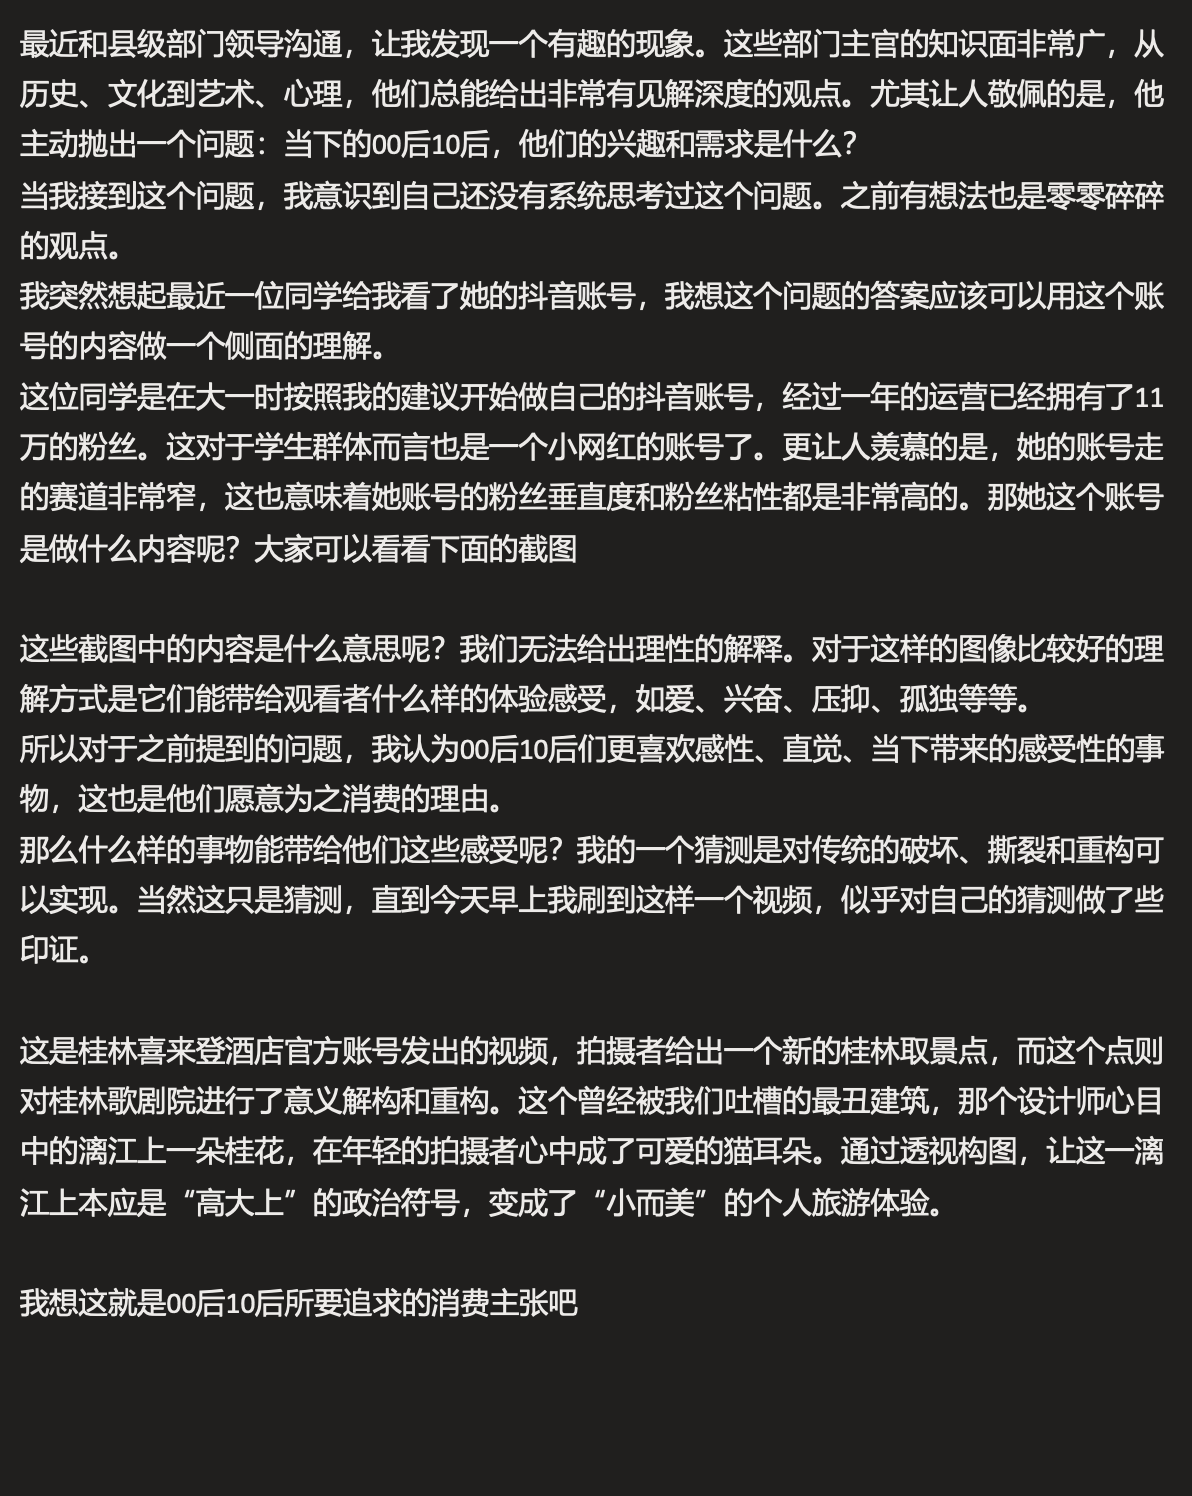 最近和县级部门领导沟通，让我发现一个有趣的现象。这些部门主官的知识面非常广，从
历史、文化到艺术、心理，他们总能给出非常有见解深度的观点。尤其让人敬佩的是，他
主动抛出一个问题：当下的00后10后，他们的兴趣和需求是什么？
当我接到这个问题，我意识到自己还没有系统思考过这个问题。之前有想法也是零零碎碎
的观点。
我突然想起最近一位同学给我看了她的抖音账号，我想这个问题的答案应该可以用这个账
号的内容做一个侧面的理解。
这位同学是在大一时按照我的建议开始做自己的抖音账号，经过一年的运营已经拥有了11
万的粉丝。这对于学生群体而言也是一个小网红的账号了。更让人羡慕的是，她的账号走
的赛道非常窄，这也意味着她账号的粉丝垂直度和粉丝粘性都是非常高的。那她这个账号
是做什么内容呢？大家可以看看下面的截图
这些截图中的内容是什么意思呢？我们无法给出理性的解释。对于这样的图像比较好的理
解方式是它们能带给观看者什么样的体验感受，如爱、兴奋、压抑、孤独等等。
所以对于之前提到的问题，我认为00后10后们更喜欢感性、直觉、当下带来的感受性的事
物，这也是他们愿意为之消费的理由。
那么什么样的事物能带给他们这些感受呢？我的一个猜测是对传统的破坏、撕裂和重构可
以实现。当然这只是猜测，直到今天早上我刷到这样一个视频，似乎对自己的猜测做了些
印证。
这是桂林喜来登酒店官方账号发出的视频，拍摄者给出一个新的桂林取景点，而这个点则
对桂林歌剧院进行了意义解构和重构。这个曾经被我们吐槽的最丑建筑，那个设计师心目
中的漓江上一朵桂花，在年轻的拍摄者心中成了可爱的猫耳朵。通过透视构图，让这一漓
江上本应是“高大上”的政治符号，变成了“小而美”的个人旅游体验。
我想这就是00后10后所要追求的消费主张吧